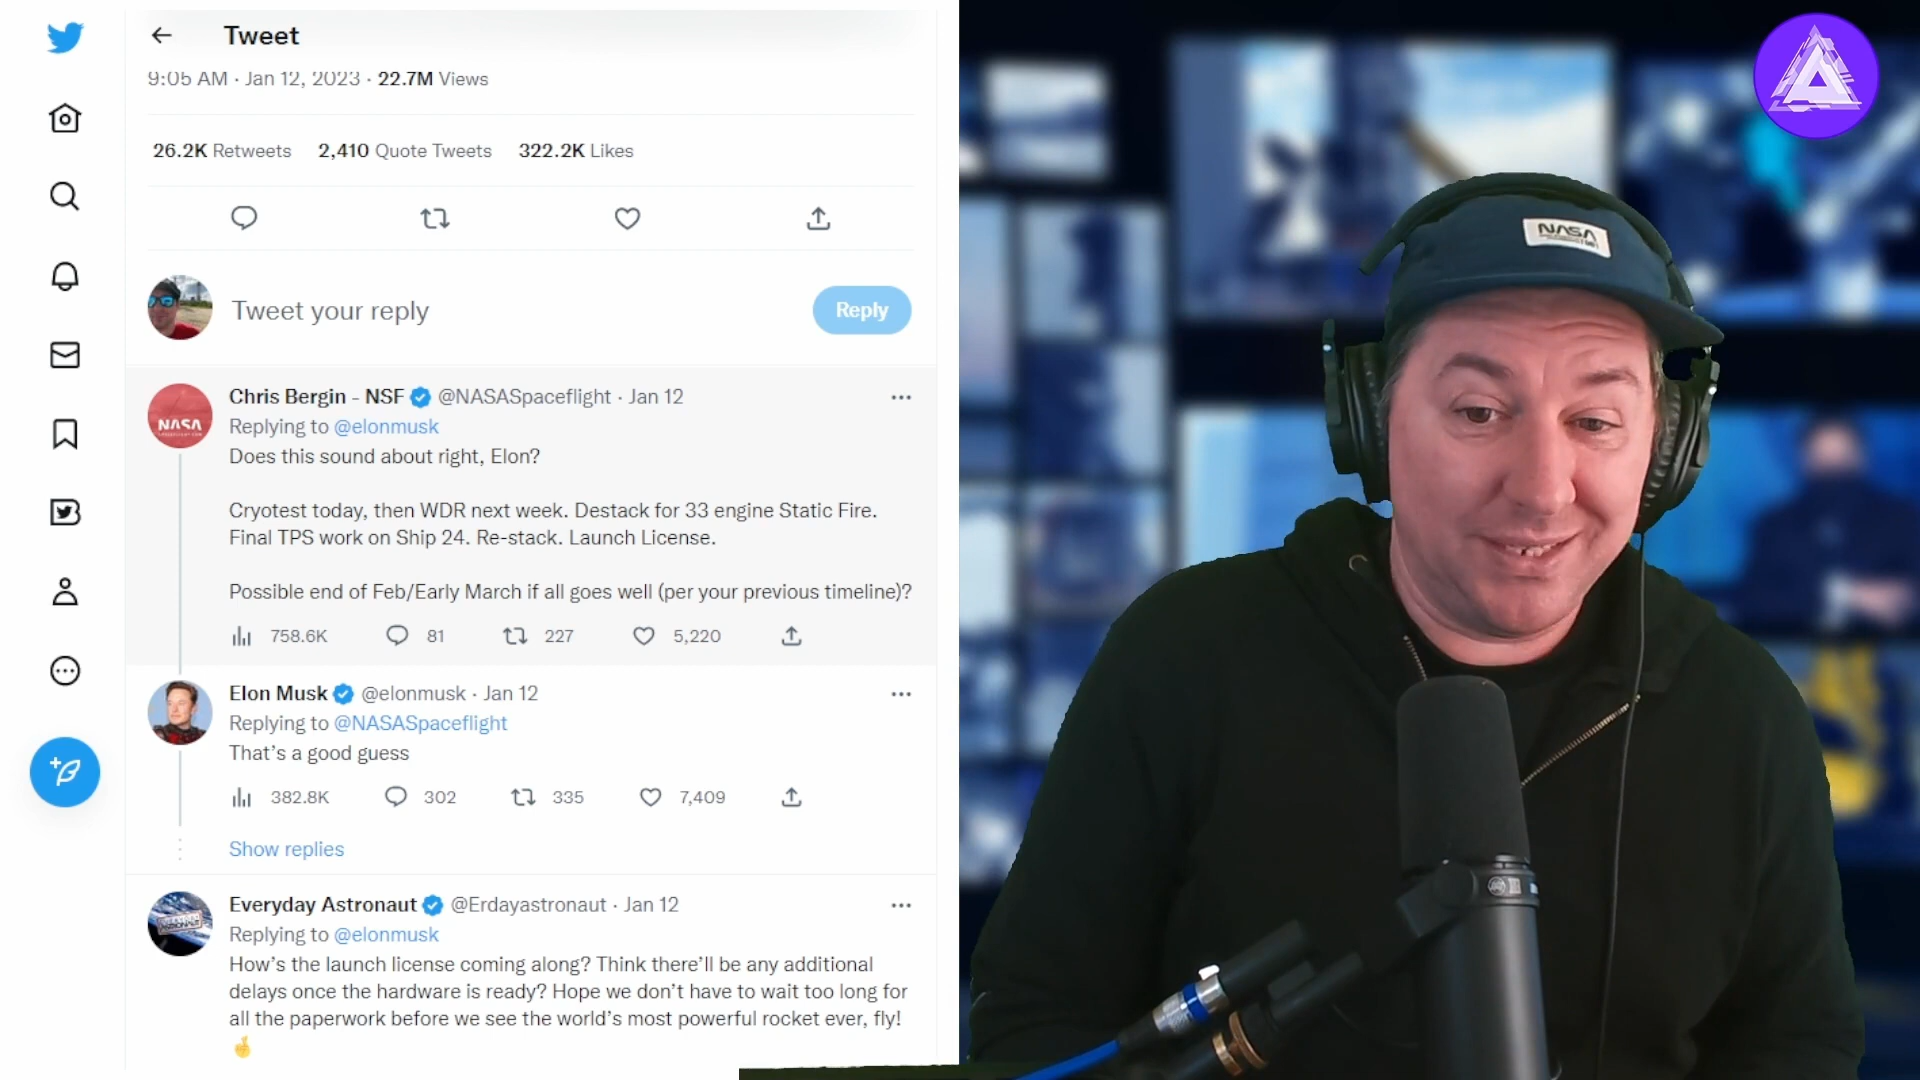 Tweet
9:05 AM · Jan 12, 2023 · 22.7M Views
26.2K Retweets 2,410 Quote Tweets 322.2K Likes
Tweet your reply
Reply
Chris Bergin - NSF @NASASpaceflight · Jan 12
Replying to @elonmusk
Does this sound about right, Elon?
Cryotest today, then WDR next week. Destack for 33 engine Static Fire.
Final TPS work on Ship 24. Re-stack. Launch License.
Possible end of Feb/Early March if all goes well (per your previous timeline)?
758.6K 81 227 5,220
Elon Musk @elonmusk · Jan 12
Replying to @NASASpaceflight
That's a good guess
382.8K 302 335 7,409
Show replies
Everyday Astronaut @Erdayastronaut · Jan 12
Replying to @elonmusk
How's the launch license coming along? Think there'll be any additional
delays once the hardware is ready? Hope we don't have to wait too long for
all the paperwork before we see the world's most powerful rocket ever, fly!
🤞
NASA
NASA